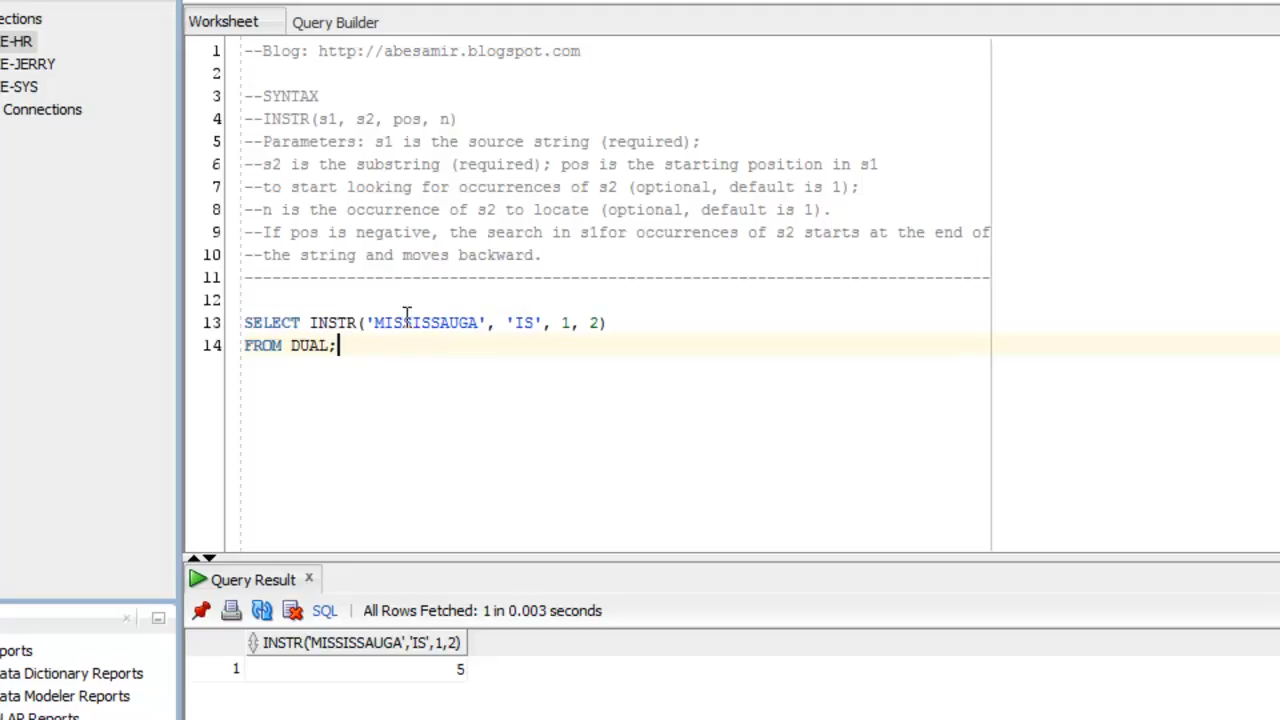 ections
E-HR
E-JERRY
E-SYS
Connections
Worksheet Query Builder
1 --Blog: http://abesamir.blogspot.com
2
3 --SYNTAX
4 --INSTR(s1, s2, pos, n)
5 --Parameters: s1 is the source string (required);
6 --s2 is the substring (required); pos is the starting position in s1
7 --to start looking for occurrences of s2 (optional, default is 1);
8 --n is the occurrence of s2 to locate (optional, default is 1).
9 --If pos is negative, the search in s1for occurrences of s2 starts at the end of
10 --the string and moves backward.
11 --------------------------------------------------------------------------------
12
13 SELECT INSTR('MISSISSAUGA', 'IS', 1, 2)
14 FROM DUAL;
Query Result x
SQL | All Rows Fetched: 1 in 0.003 seconds
INSTR('MISSISSAUGA','IS',1,2)
1 5
ports
ata Dictionary Reports
ata Modeler Reports
LAP Reports